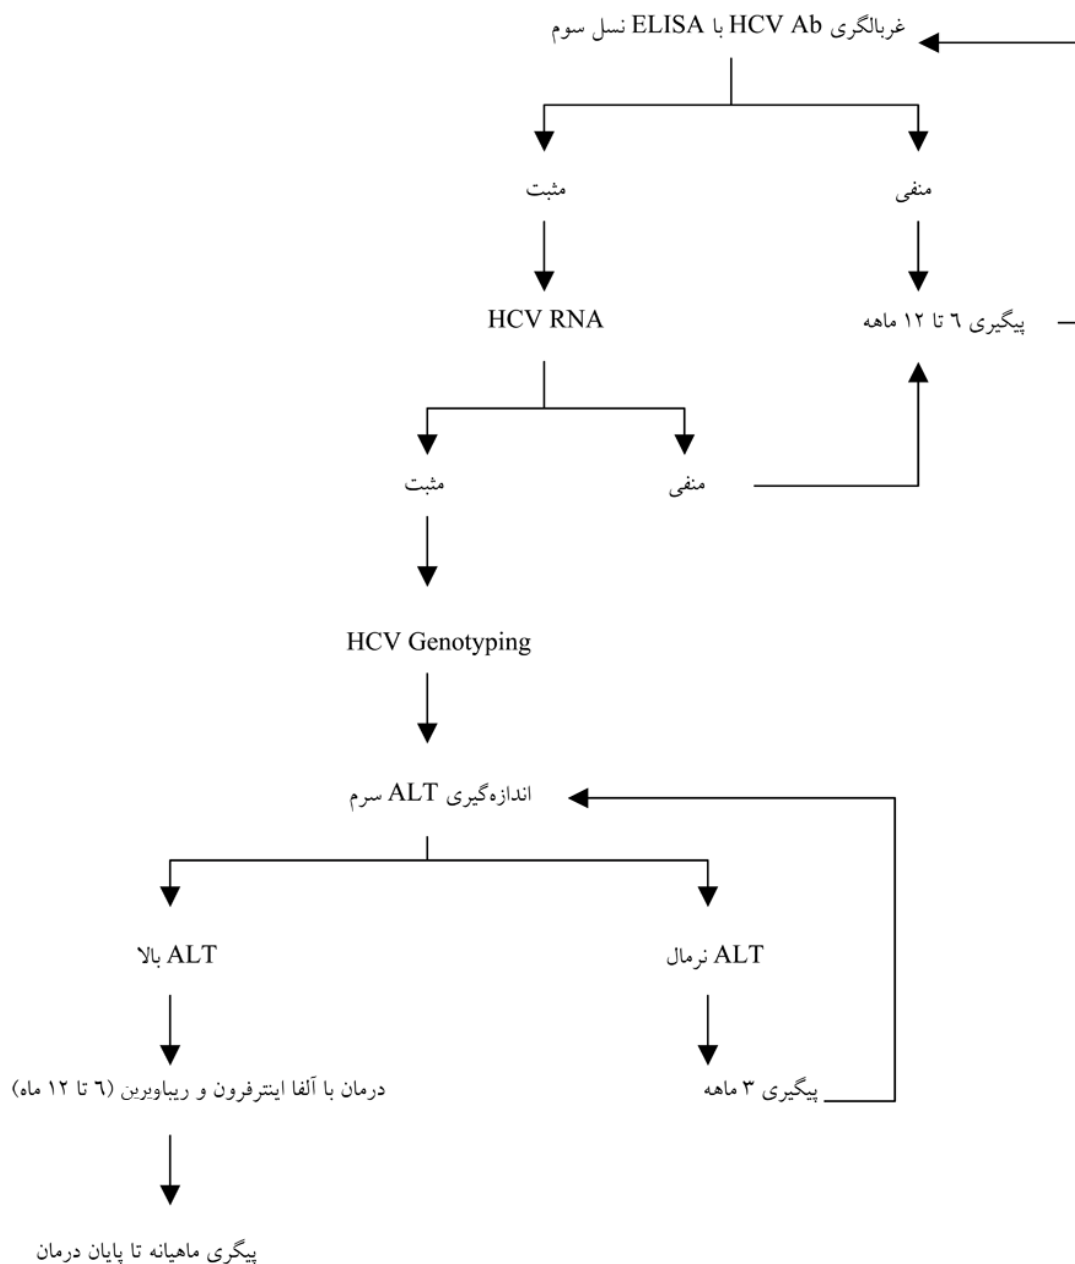 غربالگری HCV Ab با ELISA نسل سوم
منفی
مثبت
پیگیری ٦ تا ١٢ ماهه
HCV RNA
منفی
مثبت
HCV Genotyping
اندازه‌گیری ALT سرم
ALT نرمال
ALT بالا
پیگیری ٣ ماهه
درمان با آلفا اینترفرون و ریباویرین (٦ تا ١٢ ماه)
پیگری ماهیانه تا پایان درمان